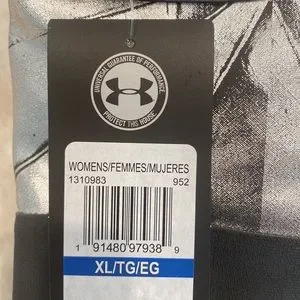 UNIVERSAL GUARANTEE OF PERFORMANCE
PROTECT THIS HOUSE
WOMENS/FEMMES/MUJERES
1310983 952
1 91480 97938 9
XL/TG/EG